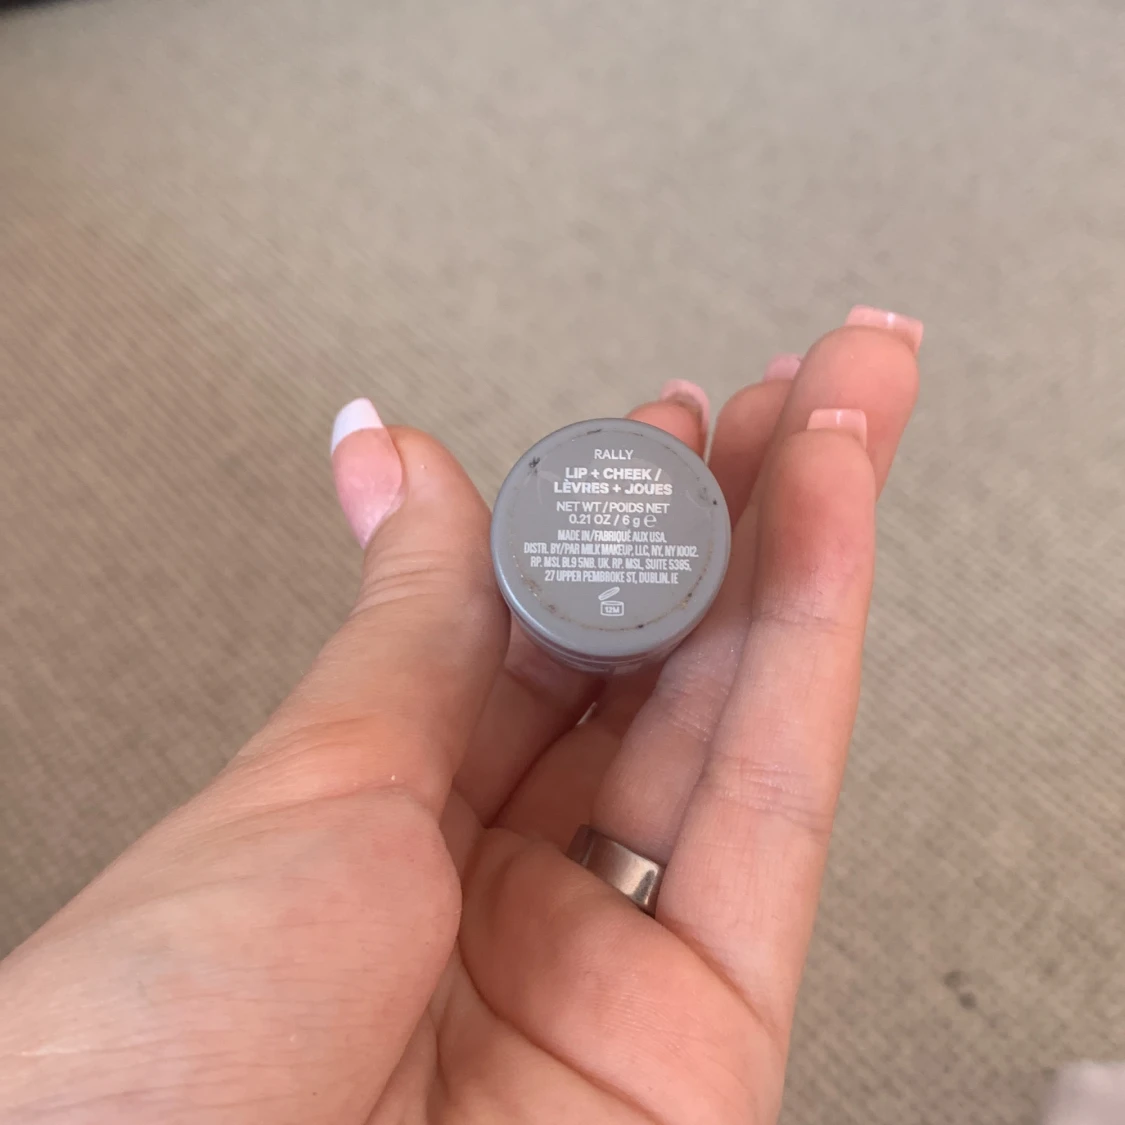 RALLY
LIP + CHEEK /
LÈVRES + JOUES
NET WT / POIDS NET
0.21 OZ / 6 g ℮
MADE IN/FABRIQUÉ AUX USA.
DISTR. BY/PAR MILK MAKEUP, LLC, NY, NY 10012.
RP. MSL BL9 5NB. UK. RP. MSL, SUITE 5385,
27 UPPER PEMBROKE ST, DUBLIN. IE
12M